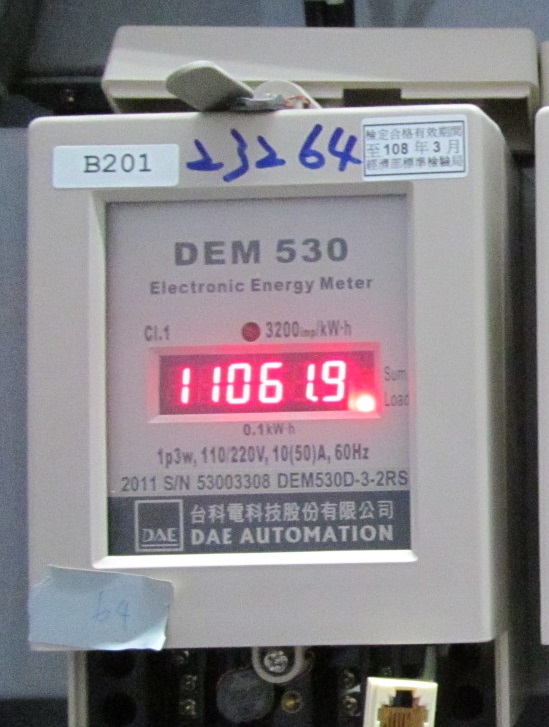 B201
23264
檢定合格有效期間
至108年3月
經濟部標準檢驗局
DEM 530
Electronic Energy Meter
Cl.1
3200imp/kW·h
11061.9
Sum
Load
0.1kW·h
1p3w, 110/220V, 10(50)A, 60Hz
2011 S/N 53003308 DEM530D-3-2RS
DAE
台科電科技股份有限公司
DAE AUTOMATION
64